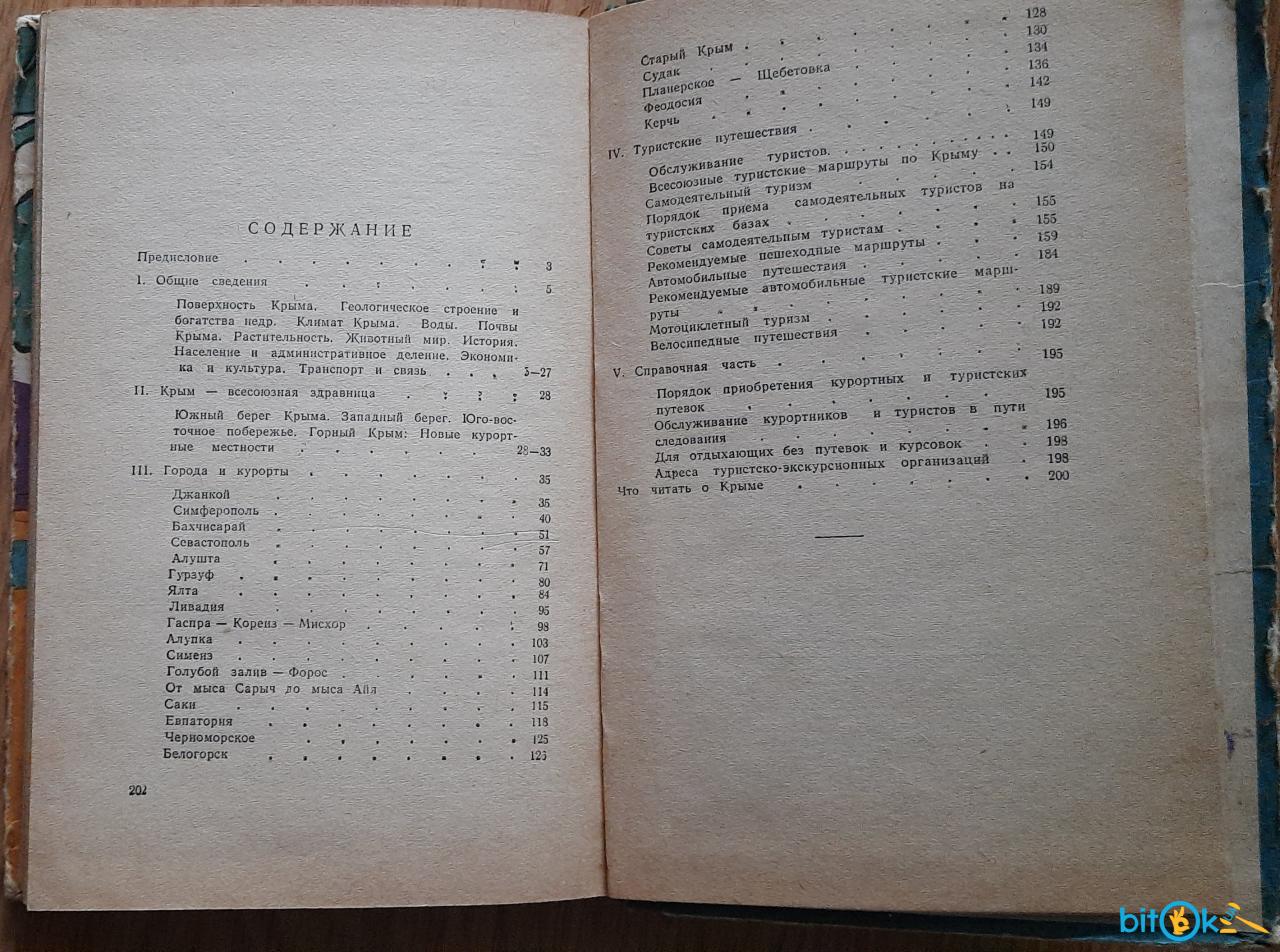 СОДЕРЖАНИЕ
Предисловие . . . . . . . . . 3
I. Общие сведения . . . . . . . 5
Поверхность Крыма. Геологическое строение и
богатства недр. Климат Крыма. Воды. Почвы
Крыма. Растительность. Животный мир. История.
Население и административное деление. Экономи-
ка и культура. Транспорт и связь . . . 5—27
II. Крым — всесоюзная здравница . . . . 28
Южный берег Крыма. Западный берег. Юго-вос-
точное побережье. Горный Крым: Новые курорт-
ные местности . . . . . . 28—33
III. Города и курорты . . . . . . 35
Джанкой . . . . . . . 35
Симферополь . . . . . . . 40
Бахчисарай . . . . . . . 51
Севастополь . . . . . . . 57
Алушта . . . . . . . 71
Гурзуф . . . . . . . . 80
Ялта . . . . . . . . 84
Ливадия . . . . . . . 95
Гаспра — Кореиз — Мисхор . . . . . 98
Алупка . . . . . . . . 103
Симеиз . . . . . . . . 107
Голубой залив — Форос . . . . . . 111
От мыса Сарыч до мыса Айя . . . . 114
Саки . . . . . . . . 115
Евпатория . . . . . . . . 118
Черноморское . . . . . . . 125
Белогорск . . . . . . . . 126
202
Старый Крым . . . . . . . . 128
Судак . . . . . . . . 130
Планерское — Щебетовка . . . . . 134
Феодосия . . . . . . . 136
Керчь . . . . . . . . 142
IV. Туристские путешествия . . . . . . 149
Обслуживание туристов. . . . . . . . . . 149
Всесоюзные туристские маршруты по Крыму . . 150
Самодеятельный туризм . . . . . 154
Порядок приема самодеятельных туристов на
туристских базах . . . . . . . 155
Советы самодеятельным туристам . . . . 155
Рекомендуемые пешеходные маршруты . . . 159
Автомобильные путешествия . . . . . 184
Рекомендуемые автомобильные туристские марш-
руты . . . . . . . . 189
Мотоциклетный туризм . . . . . . 192
Велосипедные путешествия . . . . . 192
V. Справочная часть . . . . . . . 195
Порядок приобретения курортных и туристских
путевок . . . . . . . . 195
Обслуживание курортников и туристов в пути
следования . . . . . . . 196
Для отдыхающих без путевок и курсовок . . 198
Адреса туристско-экскурсионных организаций . 198
Что читать о Крыме . . . . . . . 200
bitOk